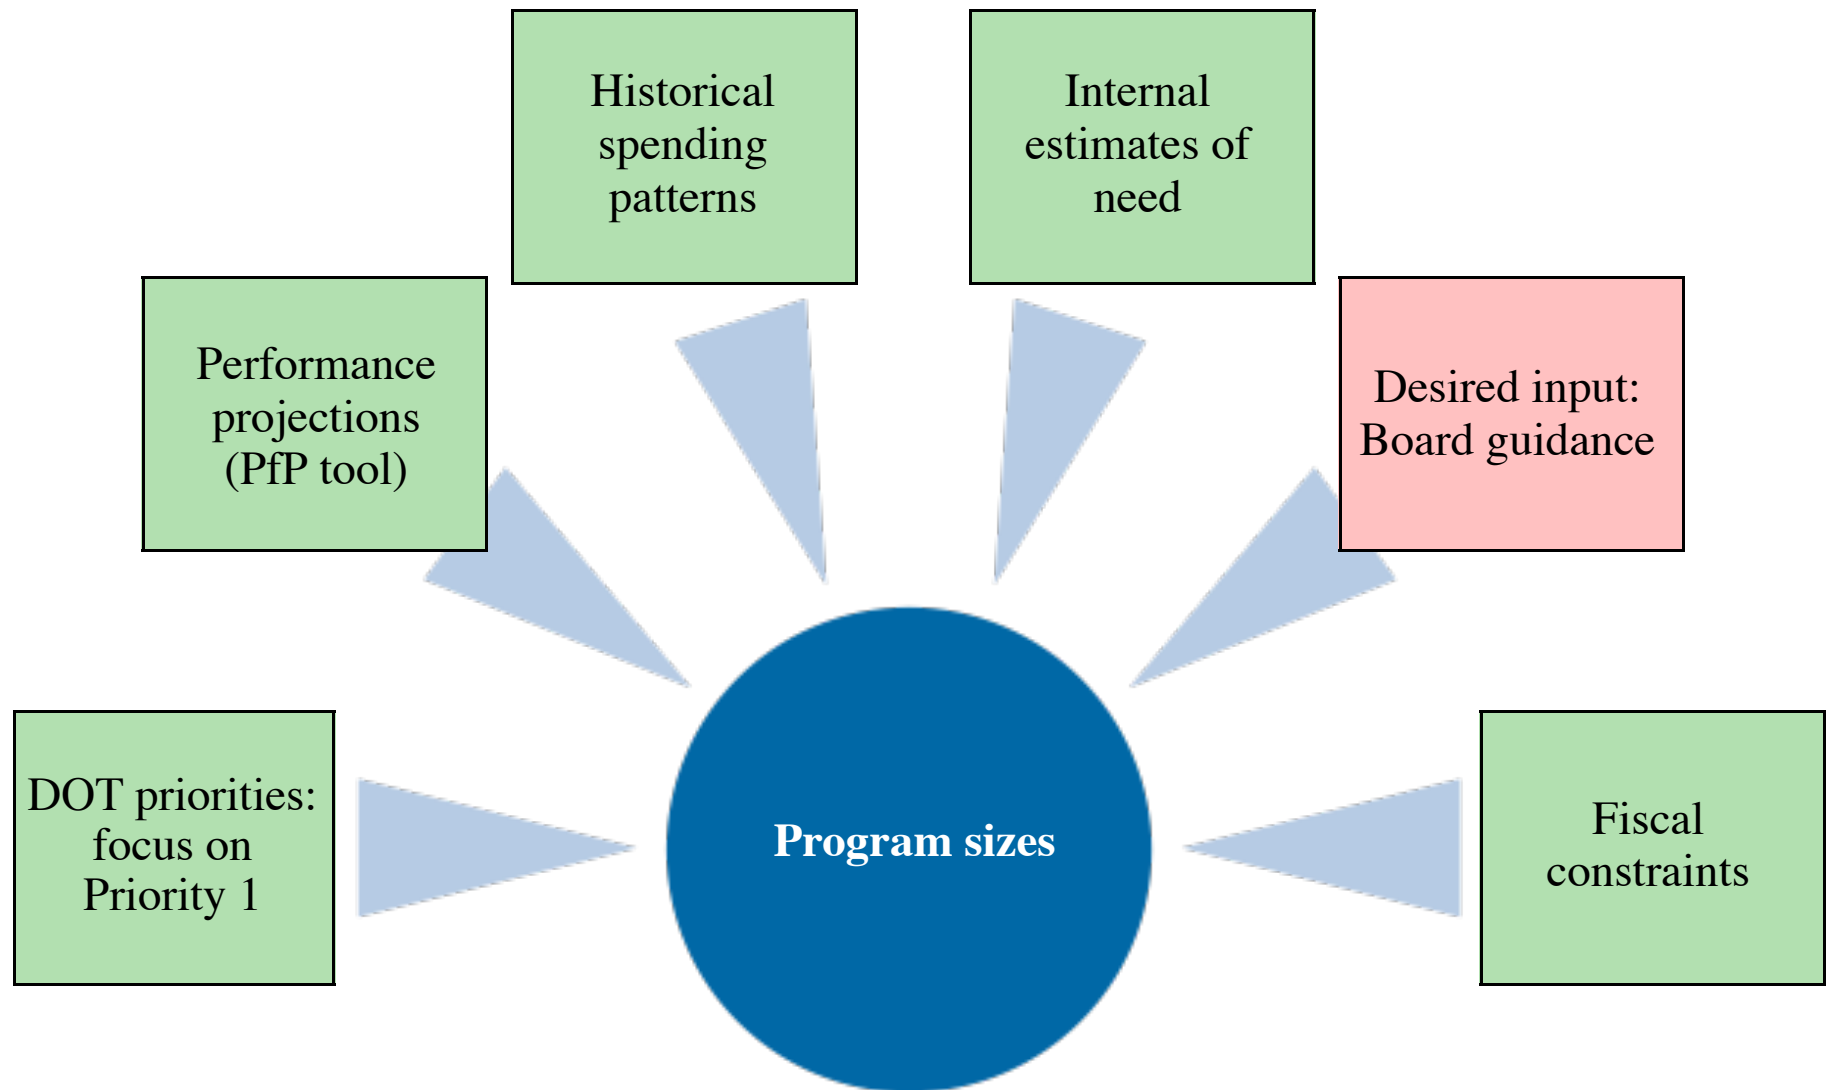 Historical
spending
patterns
Internal
estimates of
need
Performance
projections
(PfP tool)
Desired input:
Board guidance
DOT priorities:
focus on
Priority 1
Program sizes
Fiscal
constraints